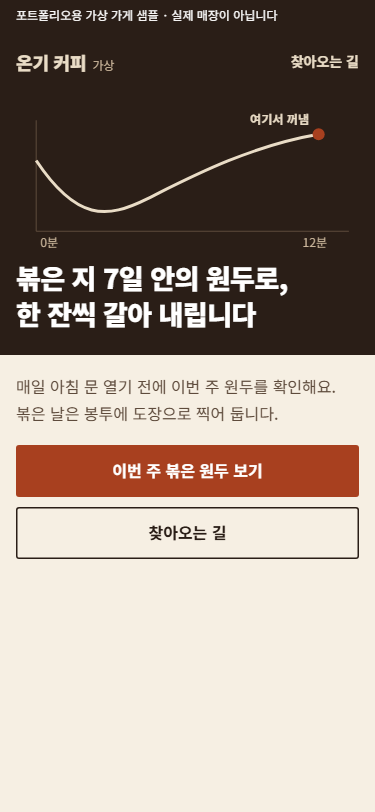 포트폴리오용 가상 가게 샘플 · 실제 매장이 아닙니다
온기 커피 가상
찾아오는 길
여기서 꺼냄
0분
12분
볶은 지 7일 안의 원두로,
한 잔씩 갈아 내립니다
매일 아침 문 열기 전에 이번 주 원두를 확인해요.
볶은 날은 봉투에 도장으로 찍어 둡니다.
이번 주 볶은 원두 보기
찾아오는 길